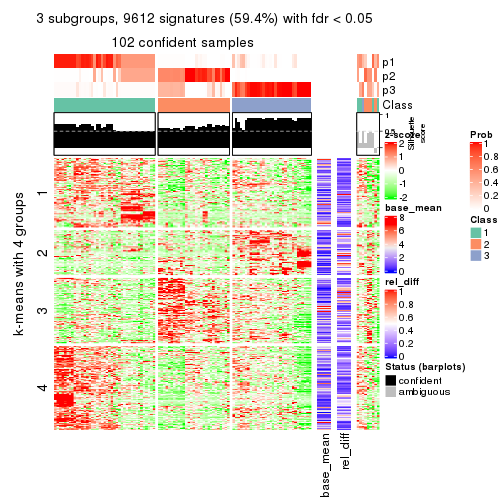 3 subgroups, 9612 signatures (59.4%) with fdr < 0.05
102 confident samples
p1
p2
p3
Class
1
0.5
Silhouette
score
z-score
2
1
0
-1
-2
Prob
1
0.8
0.6
0.4
0.2
0
base_mean
8
6
4
2
0
Class
1
2
3
rel_diff
1
0.8
0.6
0.4
0.2
0
Status (barplots)
confident
ambiguous
k-means with 4 groups
1
2
3
4
base_mean
rel_diff